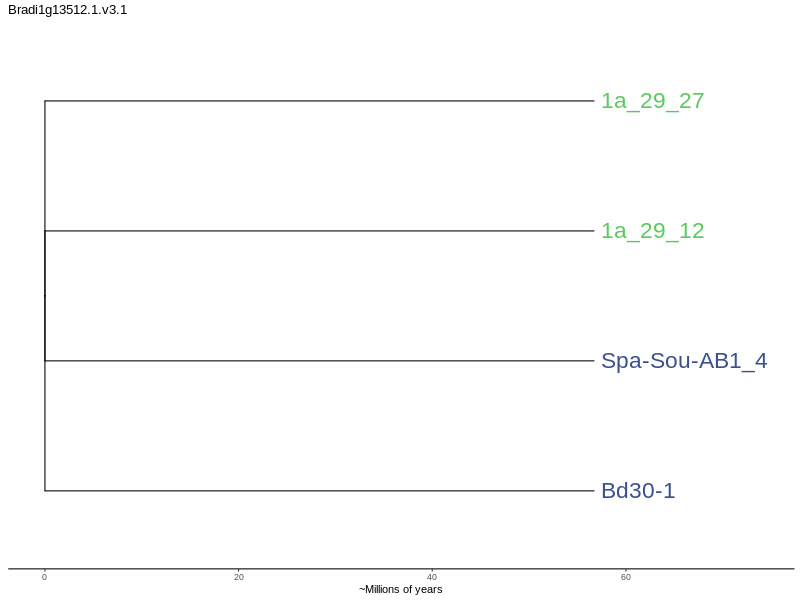 Bradi1g13512.1.v3.1
1a_29_27
1a_29_12
Spa-Sou-AB1_4
Bd30-1
0 20 40 60
~Millions of years